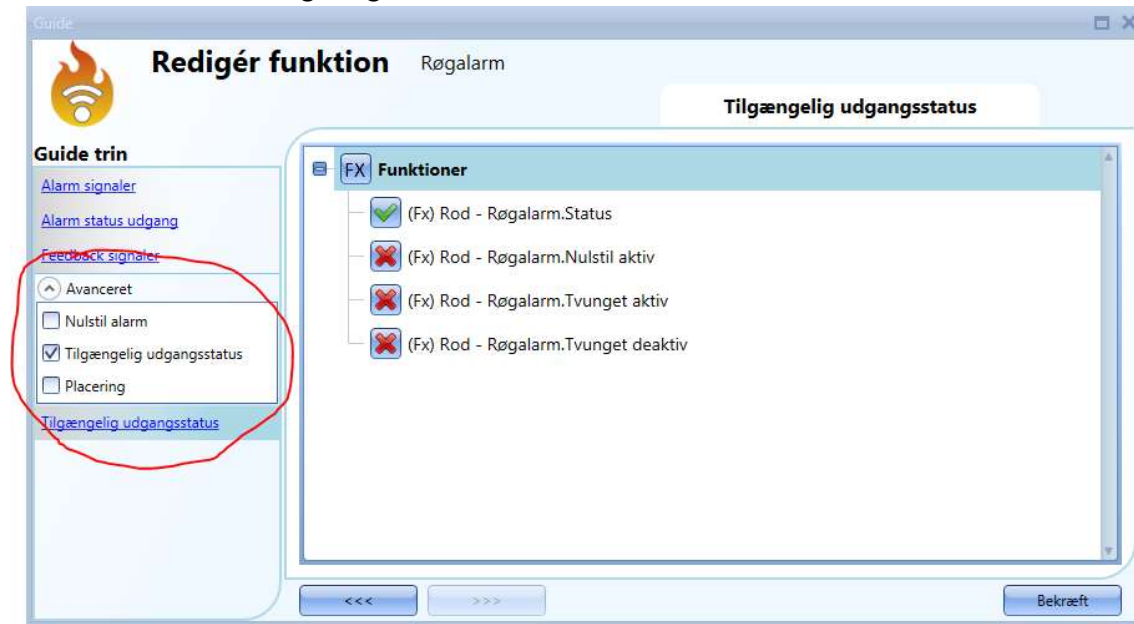 Guide
Redigér funktion Røgalarm
Tilgængelig udgangsstatus
Guide trin
Alarm signaler
Alarm status udgang
Feedback signaler
Avanceret
Nulstil alarm
Tilgængelig udgangsstatus
Placering
Tilgængelig udgangsstatus
FX Funktioner
(Fx) Rod - Røgalarm.Status
(Fx) Rod - Røgalarm.Nulstil aktiv
(Fx) Rod - Røgalarm.Tvunget aktiv
(Fx) Rod - Røgalarm.Tvunget deaktiv
<<< >>> Bekræft